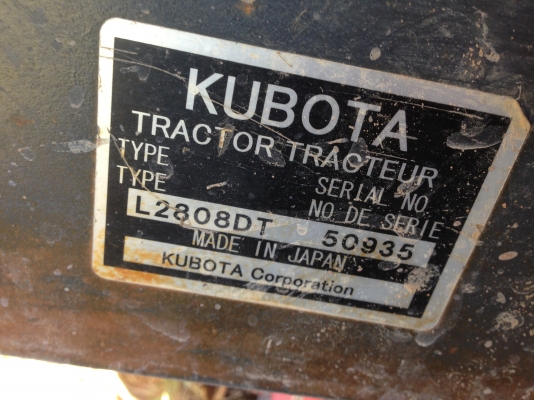 KUBOTA
TRACTOR TRACTEUR
TYPE SERIAL NO
TYPE NO DE SERIE
L2808DT 50935
MADE IN JAPAN
KUBOTA Corporation